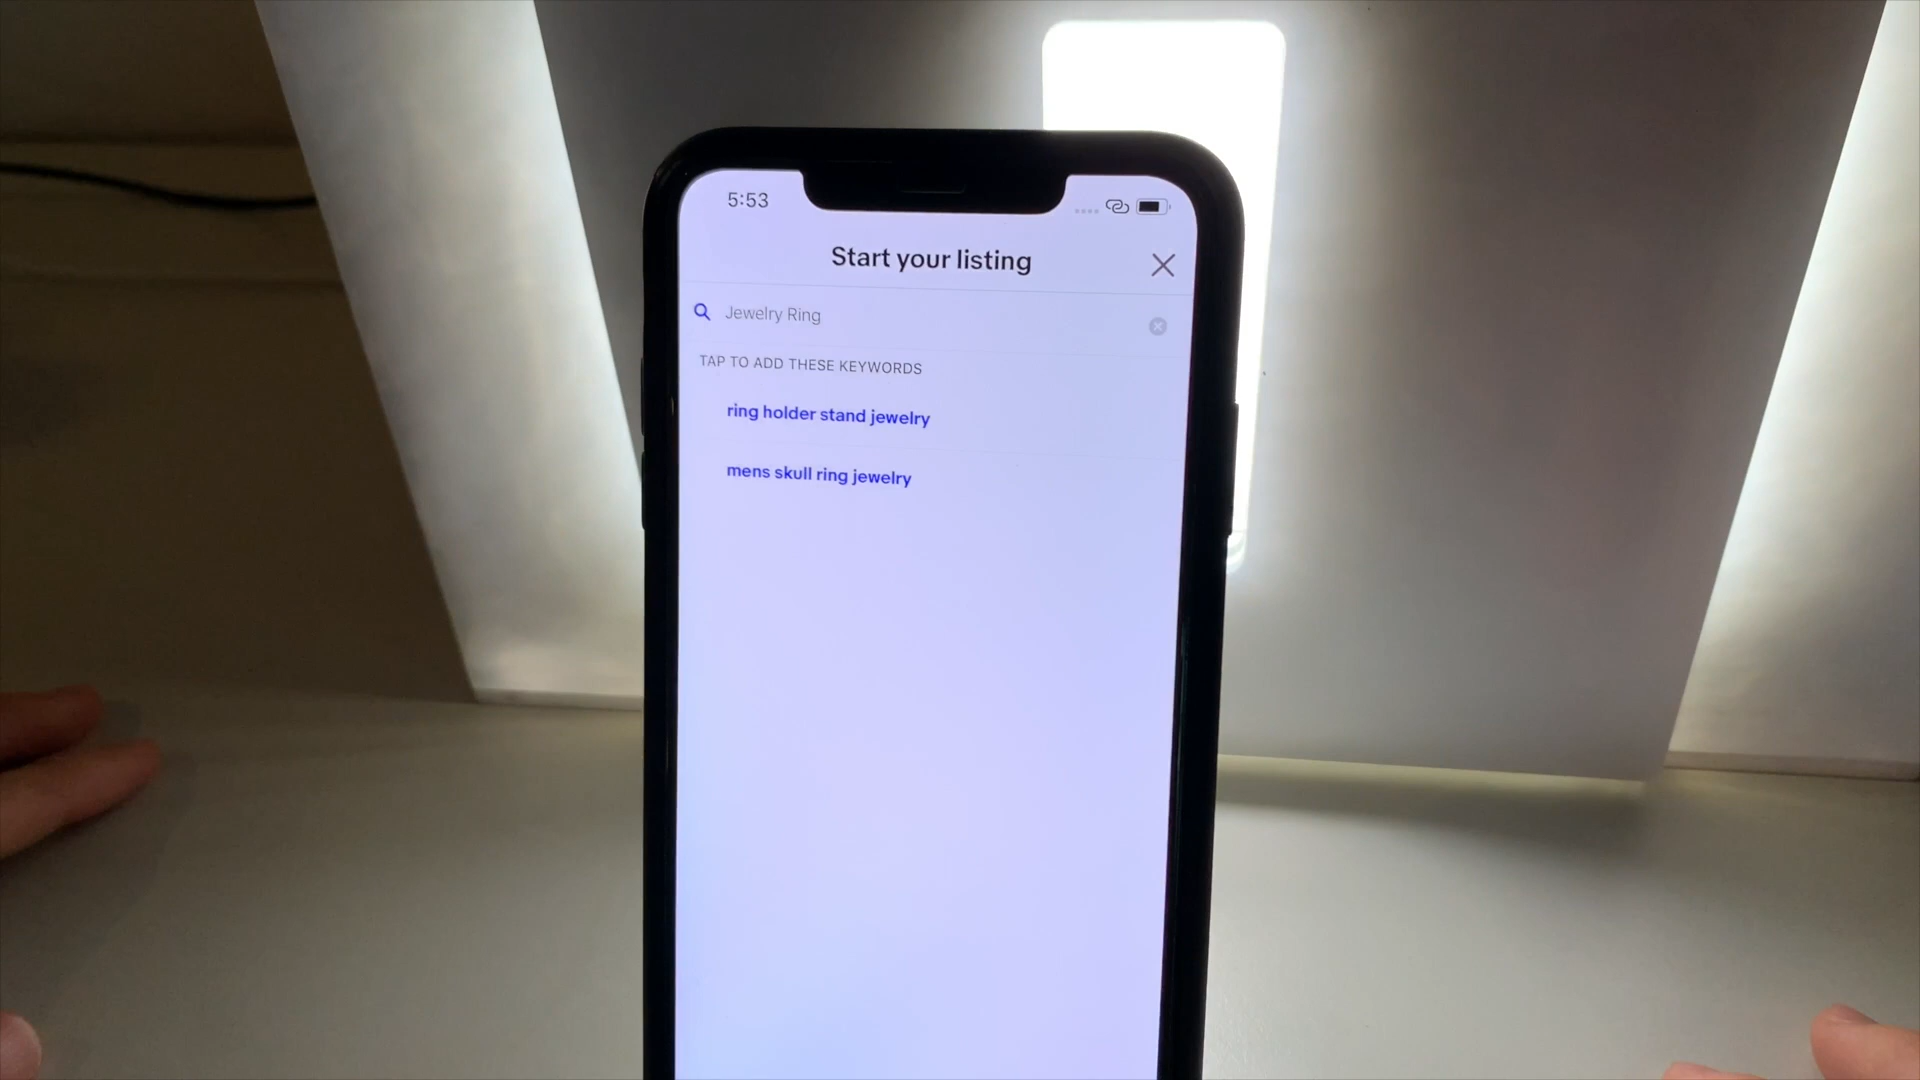 5:53
Start your listing
Jewelry Ring
TAP TO ADD THESE KEYWORDS
ring holder stand jewelry
mens skull ring jewelry